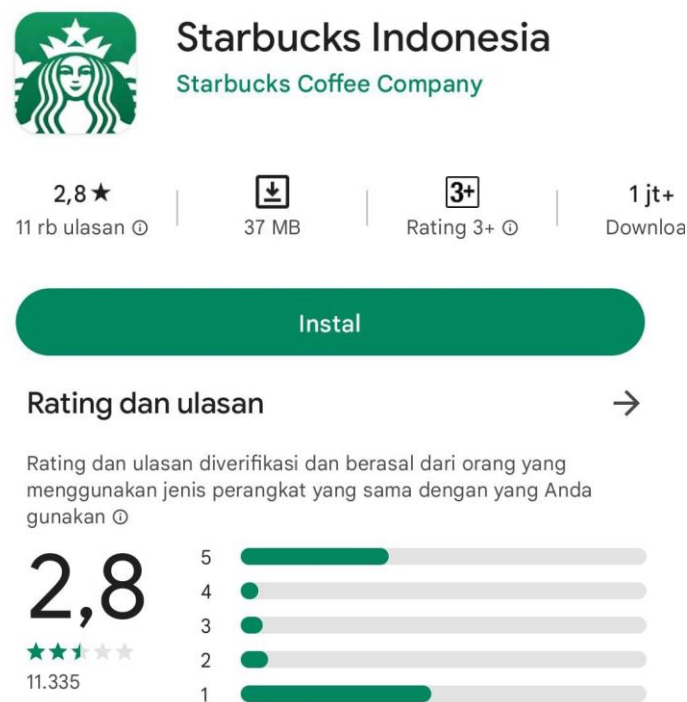 Starbucks Indonesia
Starbucks Coffee Company
2,8★
11 rb ulasan
37 MB
3+
Rating 3+
1 jt+
Downloa
Instal
Rating dan ulasan
Rating dan ulasan diverifikasi dan berasal dari orang yang
menggunakan jenis perangkat yang sama dengan yang Anda
gunakan
2,8
11.335
5
4
3
2
1